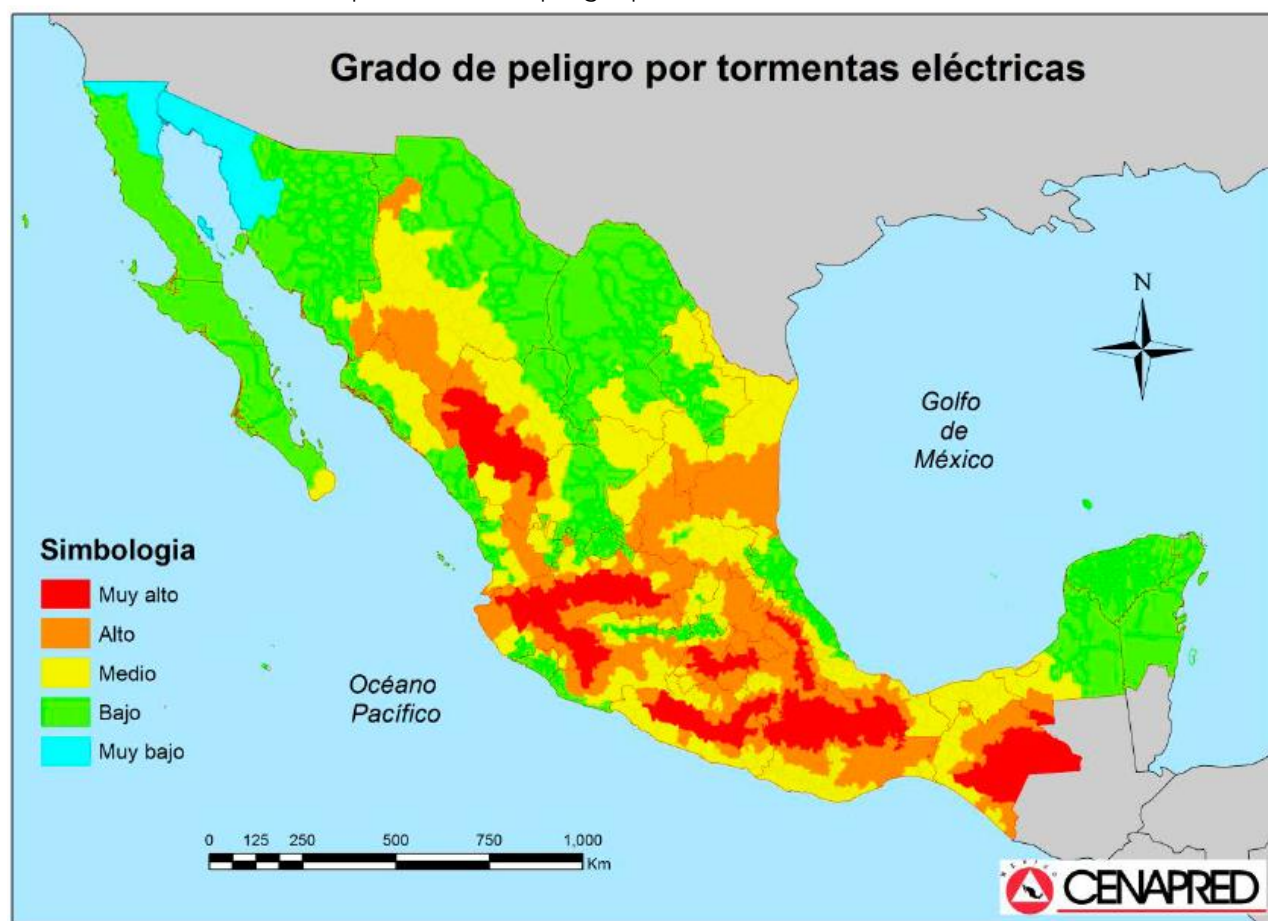 Grado de peligro por tormentas eléctricas
N
Golfo
de
México
Simbologia
Muy alto
Alto
Medio
Bajo
Muy bajo
Océano
Pacífico
0 125 250 500 750 1,000
Km
MÉXICO
CENAPRED